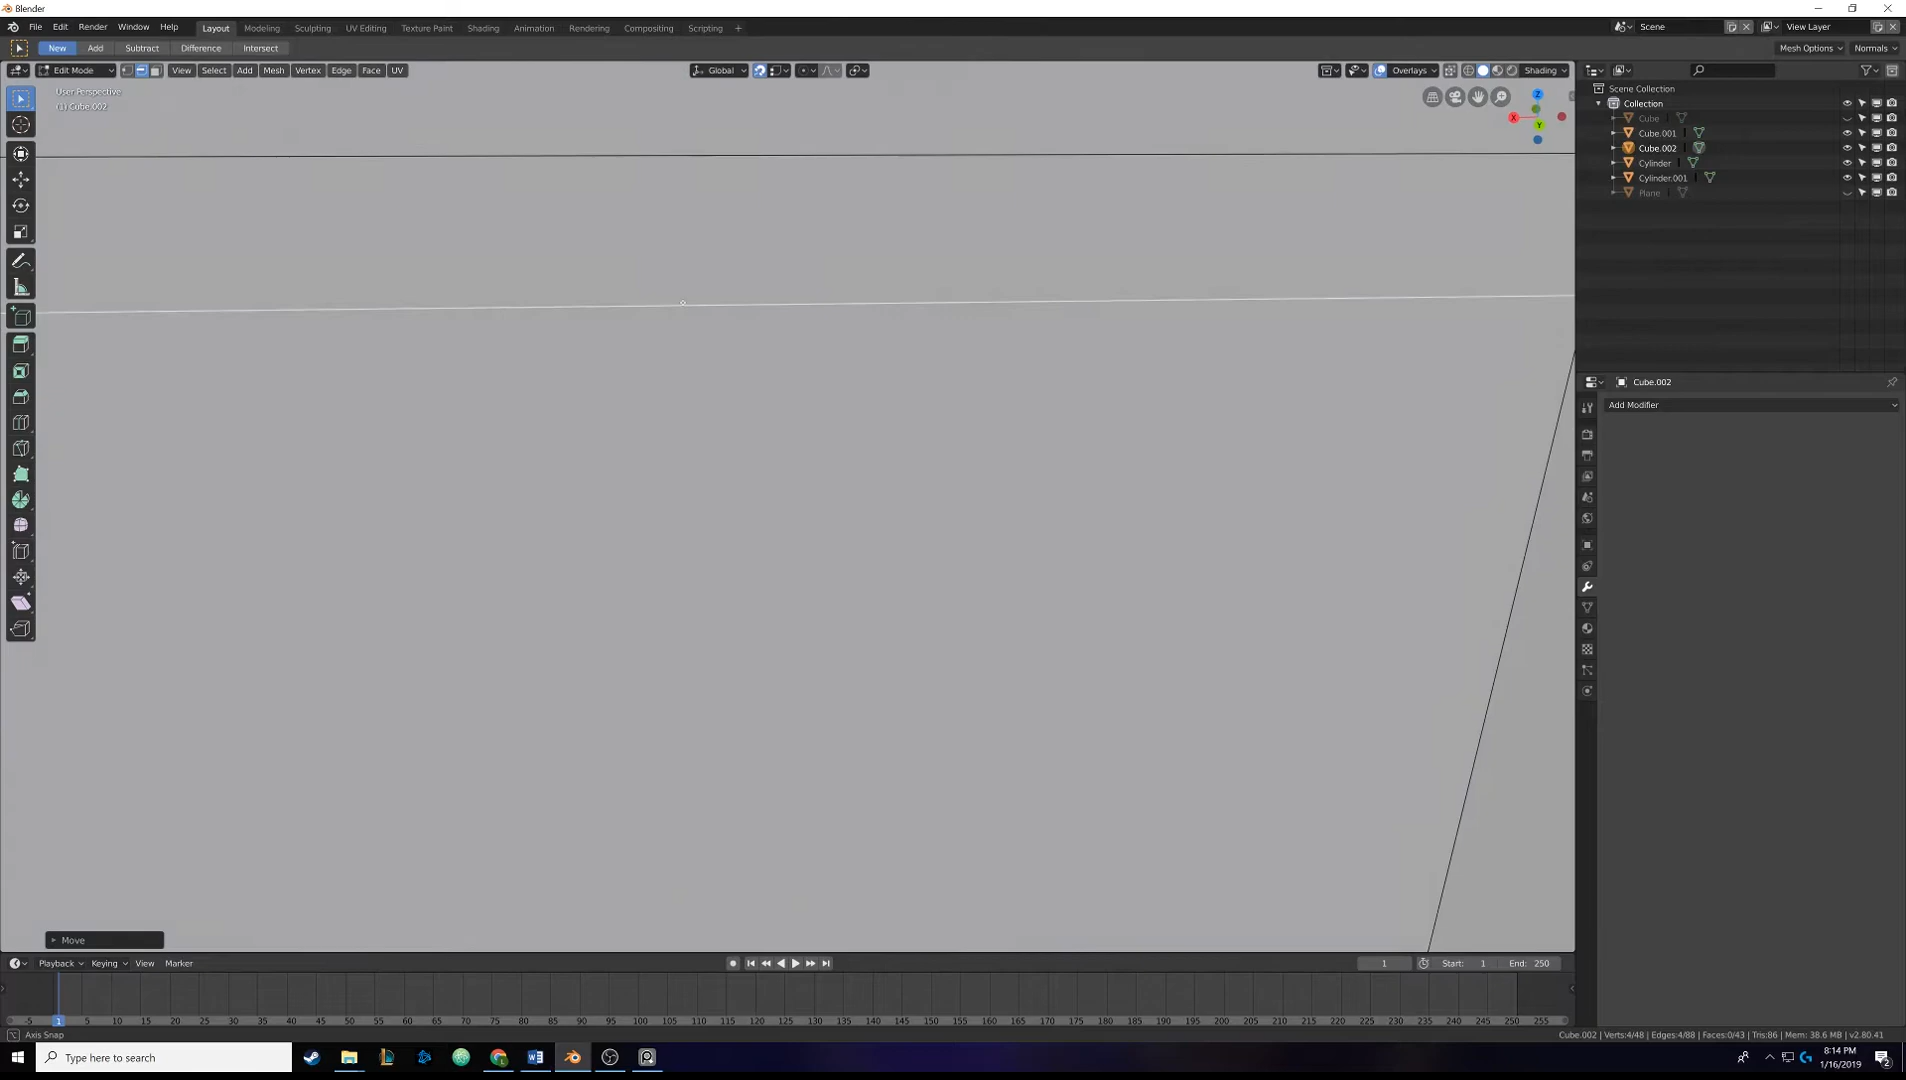 Blender
File Edit Render Window Help Layout Modeling Sculpting UV Editing Texture Paint Shading Animation Rendering Compositing Scripting + Scene View Layer
New Add Subtract Difference Intersect Mesh Options Normals
Edit Mode View Select Add Mesh Vertex Edge Face UV Global Overlays Shading
User Perspective
(1) Cube.002
Z
X
Y
Scene Collection
Collection
Cube
Cube.001
Cube.002
Cylinder
Cylinder.001
Plane
Cube.002
Add Modifier
Move
Playback Keying View Marker 1 Start: 1 End: 250
-5 1 5 10 15 20 25 30 35 40 45 50 55 60 65 70 75 80 85 90 95 100 105 110 115 120 125 130 135 140 145 150 155 160 165 170 175 180 185 190 195 200 205 210 215 220 225 230 235 240 245 250 255
Axis Snap Cube.002 | Verts:4/48 | Edges:4/88 | Faces:0/43 | Tris:86 | Mem: 38.6 MB | v2.80.41
Type here to search 8:14 PM
1/16/2019
2